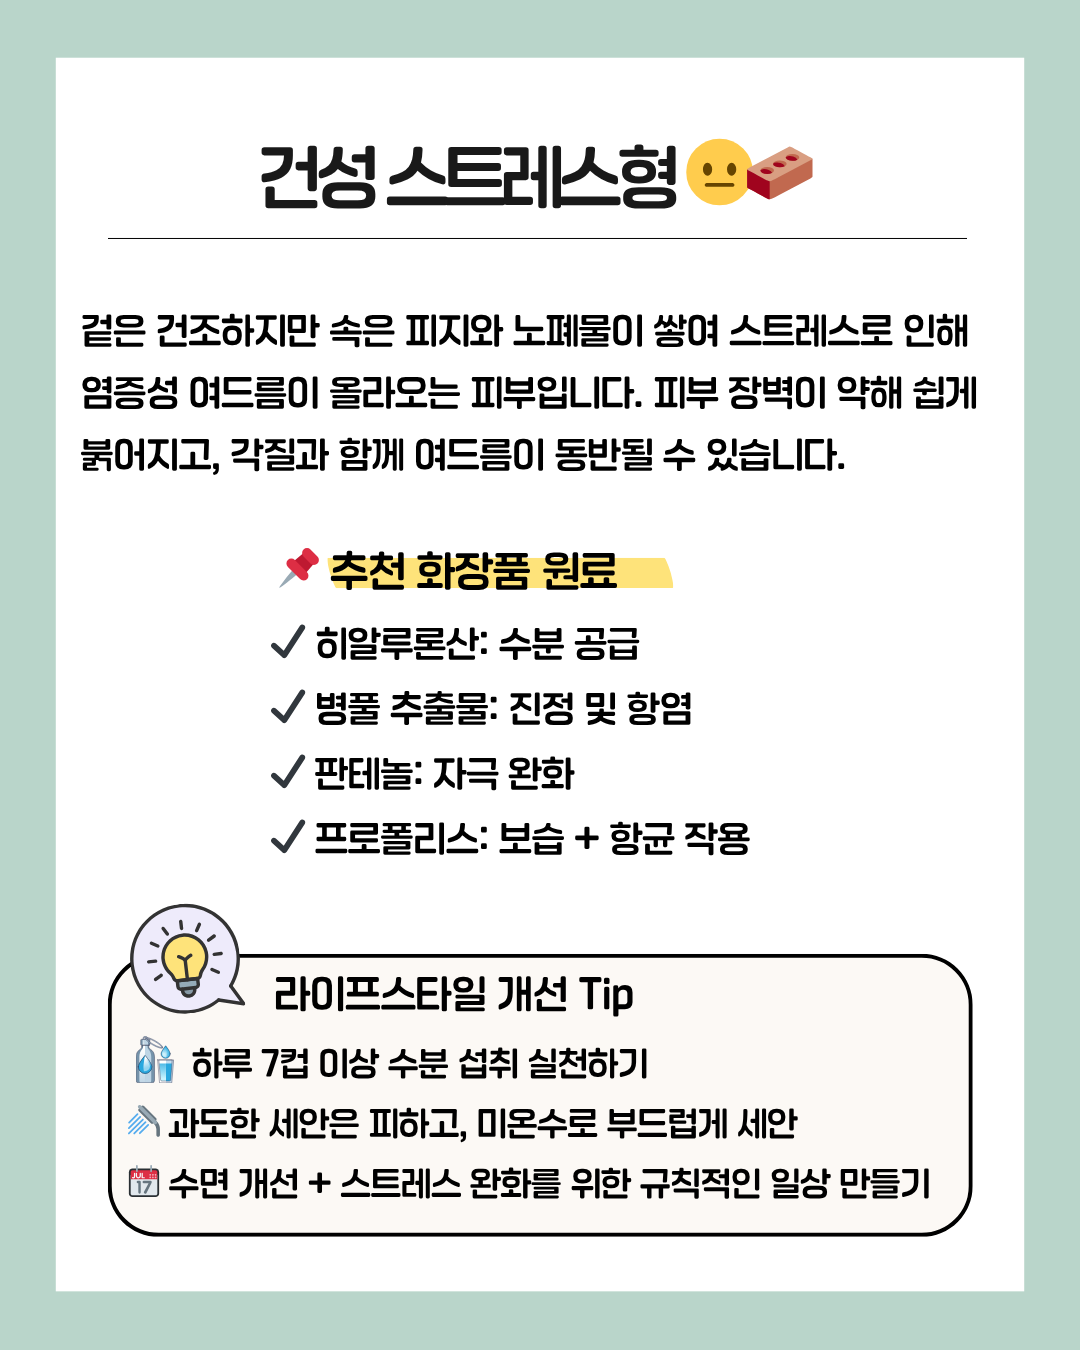 건성 스트레스형
겉은 건조하지만 속은 피지와 노폐물이 쌓여 스트레스로 인해
염증성 여드름이 올라오는 피부입니다. 피부 장벽이 약해 쉽게
붉어지고, 각질과 함께 여드름이 동반될 수 있습니다.
추천 화장품 원료
히알루론산: 수분 공급
병풀 추출물: 진정 및 항염
판테놀: 자극 완화
프로폴리스: 보습 + 항균 작용
라이프스타일 개선 Tip
하루 7컵 이상 수분 섭취 실천하기
과도한 세안은 피하고, 미온수로 부드럽게 세안
JUL
17
수면 개선 + 스트레스 완화를 위한 규칙적인 일상 만들기